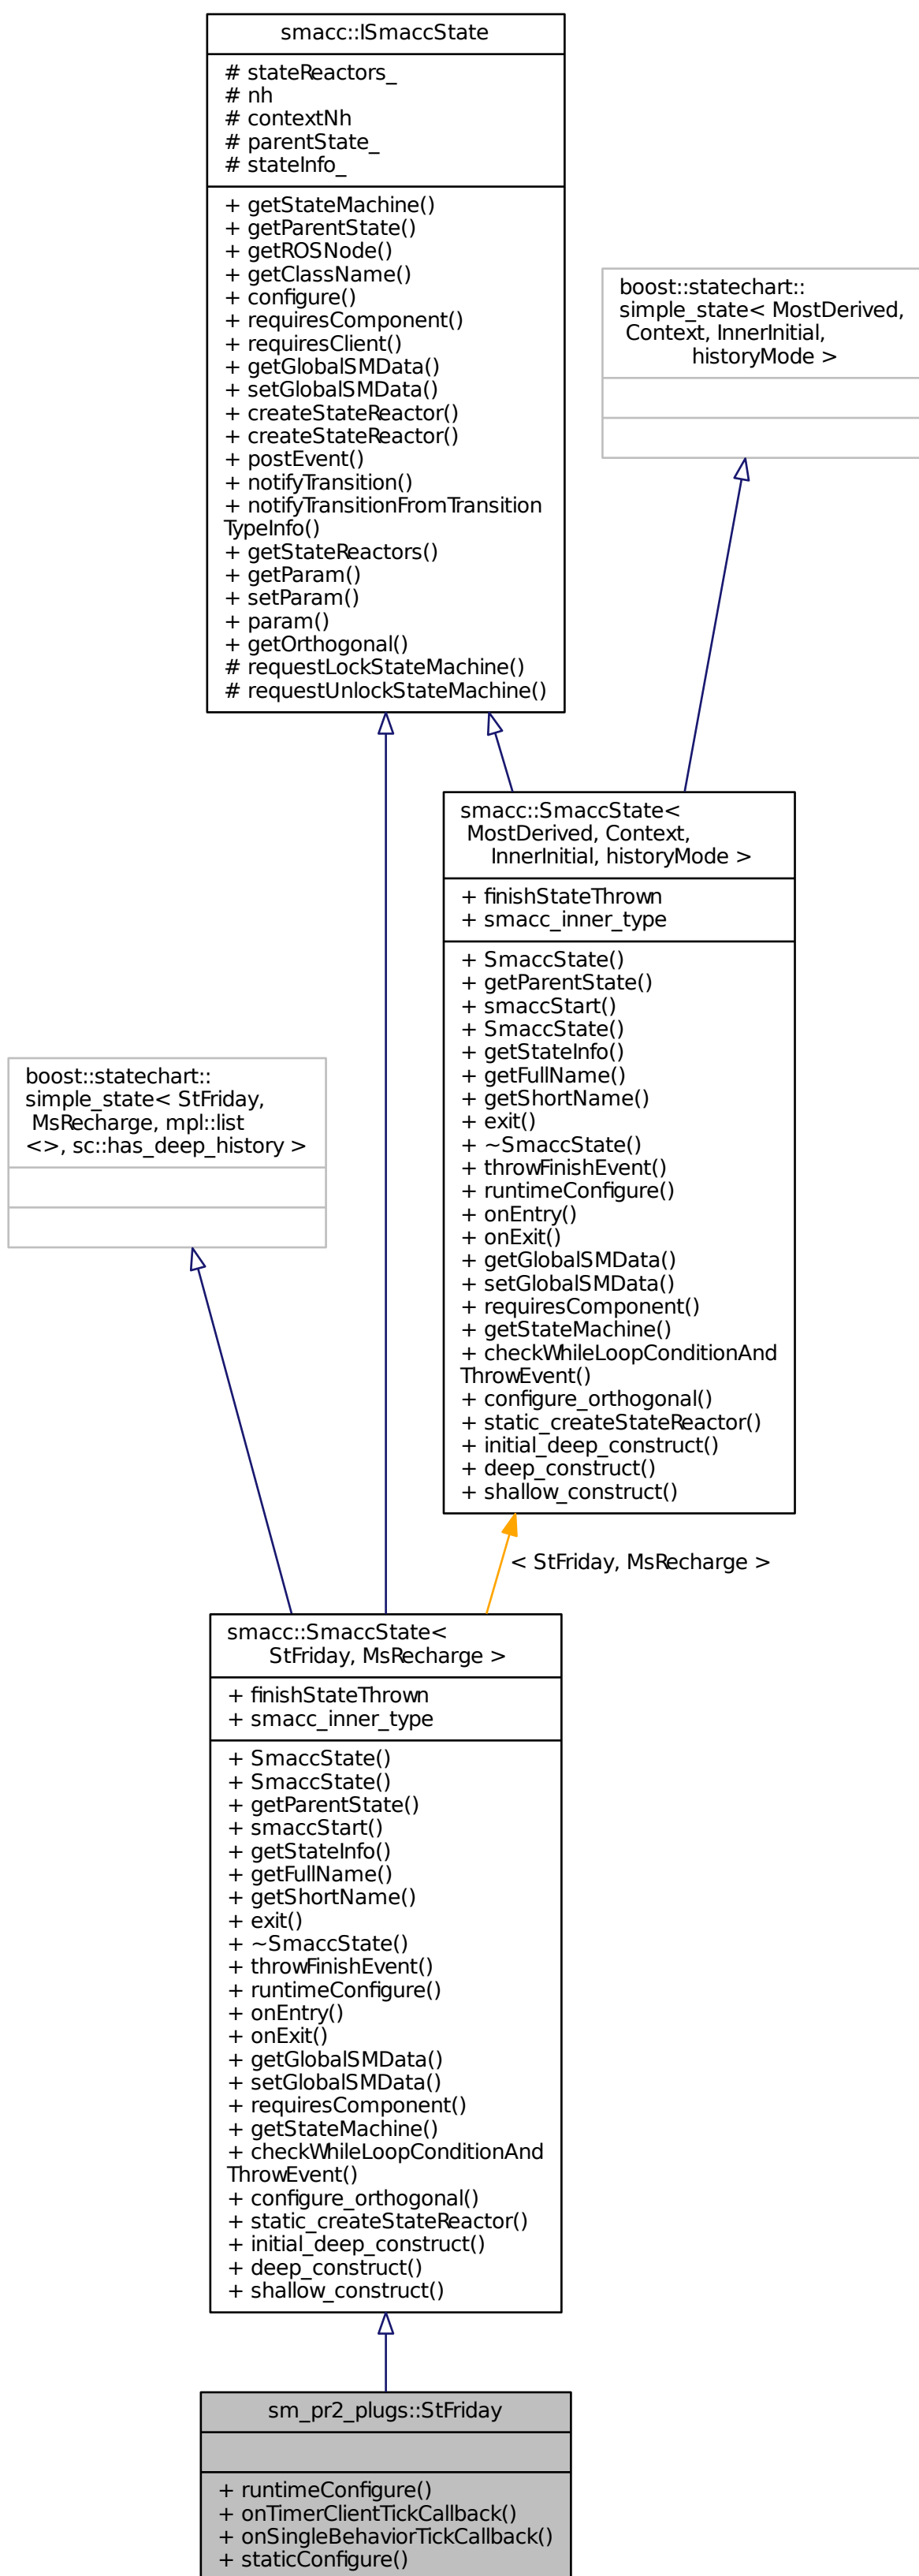 smacc::ISmaccState
# stateReactors_
# nh
# contextNh
# parentState_
# stateInfo_
+ getStateMachine()
+ getParentState()
+ getROSNode()
+ getClassName()
+ configure()
+ requiresComponent()
+ requiresClient()
+ getGlobalSMData()
+ setGlobalSMData()
+ createStateReactor()
+ createStateReactor()
+ postEvent()
+ notifyTransition()
+ notifyTransitionFromTransition
TypeInfo()
+ getStateReactors()
+ getParam()
+ setParam()
+ param()
+ getOrthogonal()
# requestLockStateMachine()
# requestUnlockStateMachine()
boost::statechart::
simple_state< MostDerived,
Context, InnerInitial,
historyMode >
smacc::SmaccState<
MostDerived, Context,
InnerInitial, historyMode >
+ finishStateThrown
+ smacc_inner_type
+ SmaccState()
+ getParentState()
+ smaccStart()
+ SmaccState()
+ getStateInfo()
+ getFullName()
+ getShortName()
+ exit()
+ ~SmaccState()
+ throwFinishEvent()
+ runtimeConfigure()
+ onEntry()
+ onExit()
+ getGlobalSMData()
+ setGlobalSMData()
+ requiresComponent()
+ getStateMachine()
+ checkWhileLoopConditionAnd
ThrowEvent()
+ configure_orthogonal()
+ static_createStateReactor()
+ initial_deep_construct()
+ deep_construct()
+ shallow_construct()
boost::statechart::
simple_state< StFriday,
MsRecharge, mpl::list
<>, sc::has_deep_history >
< StFriday, MsRecharge >
smacc::SmaccState<
StFriday, MsRecharge >
+ finishStateThrown
+ smacc_inner_type
+ SmaccState()
+ SmaccState()
+ getParentState()
+ smaccStart()
+ getStateInfo()
+ getFullName()
+ getShortName()
+ exit()
+ ~SmaccState()
+ throwFinishEvent()
+ runtimeConfigure()
+ onEntry()
+ onExit()
+ getGlobalSMData()
+ setGlobalSMData()
+ requiresComponent()
+ getStateMachine()
+ checkWhileLoopConditionAnd
ThrowEvent()
+ configure_orthogonal()
+ static_createStateReactor()
+ initial_deep_construct()
+ deep_construct()
+ shallow_construct()
sm_pr2_plugs::StFriday
+ runtimeConfigure()
+ onTimerClientTickCallback()
+ onSingleBehaviorTickCallback()
+ staticConfigure()